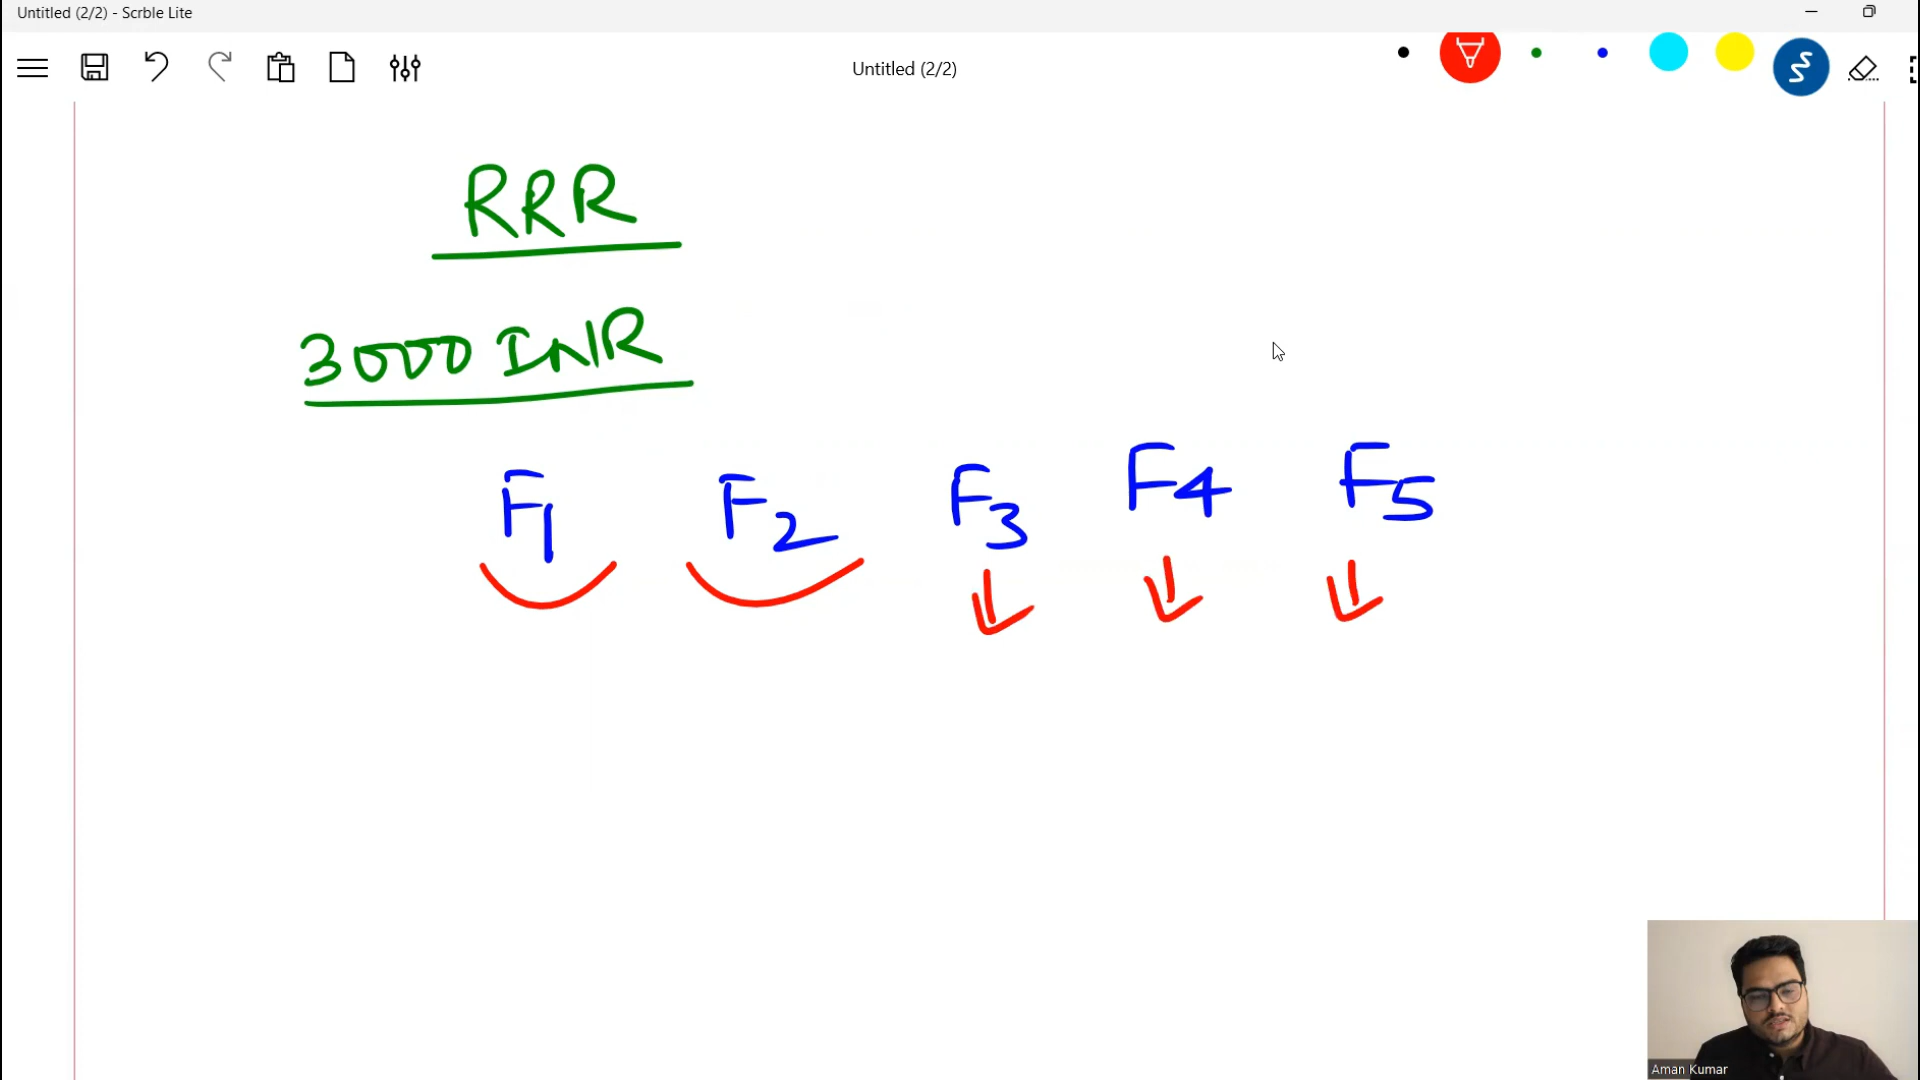 Untitled (2/2) - Scrble Lite
Untitled (2/2)
RRR
3000 INR
F1 F2 F3 F4 F5
Aman Kumar